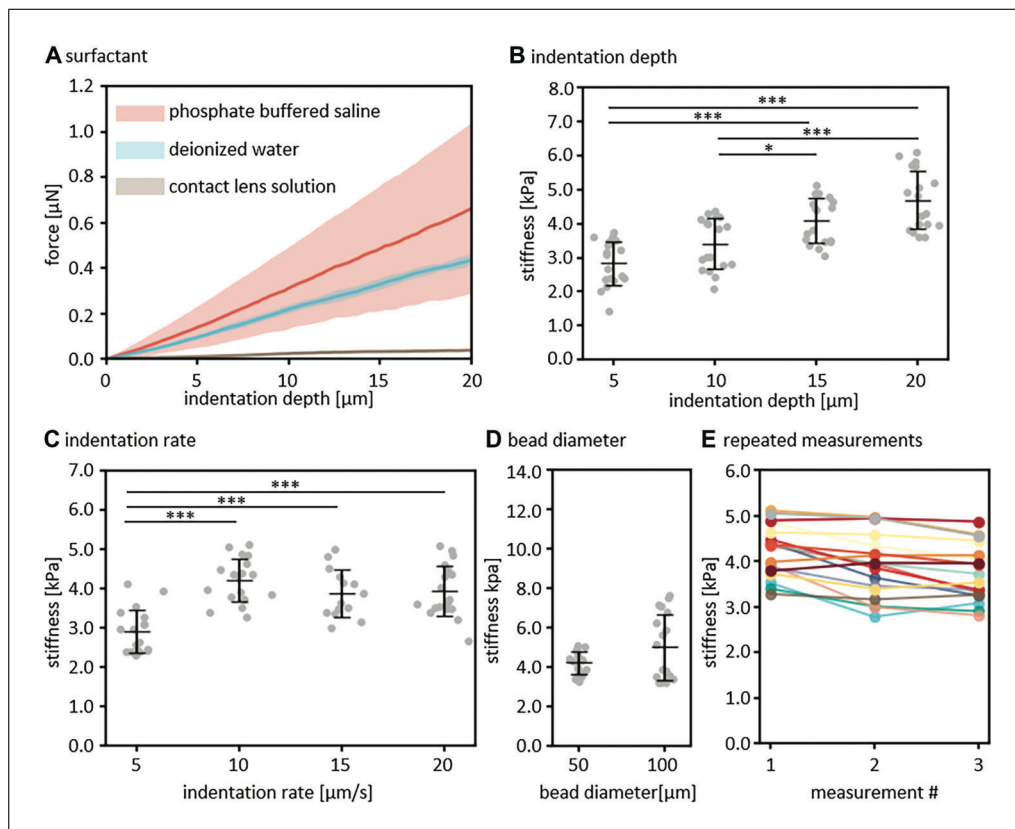 A surfactant
1.2
1.0
0.8
0.6
0.4
0.2
0.0
force [µN]
phosphate buffered saline
deionized water
contact lens solution
0 5 10 15 20
indentation depth [µm]
B indentation depth
8.0
7.0
6.0
5.0
4.0
3.0
2.0
1.0
0.0
stiffness [kPa]
***
***
***
*
5 10 15 20
indentation depth [µm]
C indentation rate
7.0
6.0
5.0
4.0
3.0
2.0
1.0
0.0
stiffness [kPa]
***
***
***
5 10 15 20
indentation rate [µm/s]
D bead diameter
14.0
12.0
10.0
8.0
6.0
4.0
2.0
0.0
stiffness kpa]
50 100
bead diameter[µm]
E repeated measurements
6.0
5.0
4.0
3.0
2.0
1.0
0.0
stiffness [kPa]
1 2 3
measurement #